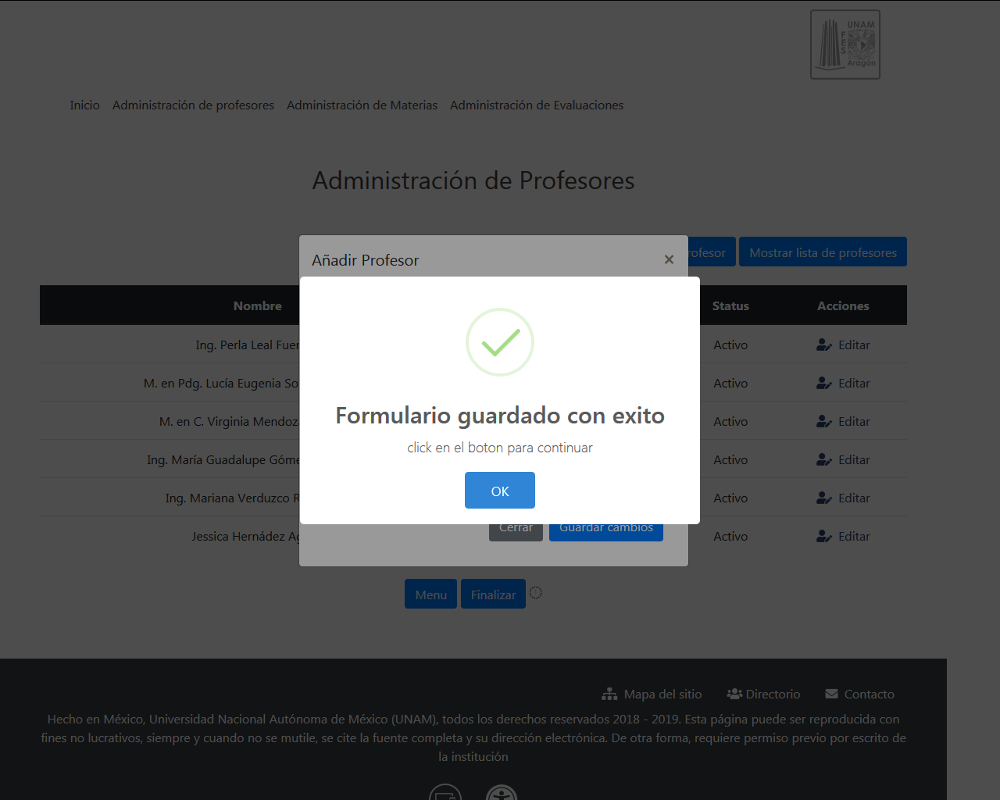 UNAM
FES
Aragón
Inicio Administración de profesores Administración de Materias Administración de Evaluaciones
Administración de Profesores
Añadir Profesor ×
Mostrar lista de profesores
Nombre Status Acciones
Ing. Perla Leal Activo Editar
M. en Pdg. Lucía Eugenia Activo Editar
M. en C. Virginia Mendoza Activo Editar
Ing. María Guadalupe Activo Editar
Ing. Mariana Verduzco Activo Editar
Jessica Hernádez Activo Editar
Formulario guardado con exito
click en el boton para continuar
OK
Cerrar Guardar cambios
Menu Finalizar
Mapa del sitio Directorio Contacto
Hecho en México, Universidad Nacional Autónoma de México (UNAM), todos los derechos reservados 2018 - 2019. Esta página puede ser reproducida con
fines no lucrativos, siempre y cuando no se mutile, se cite la fuente completa y su dirección electrónica. De otra forma, requiere permiso previo por escrito de
la institución